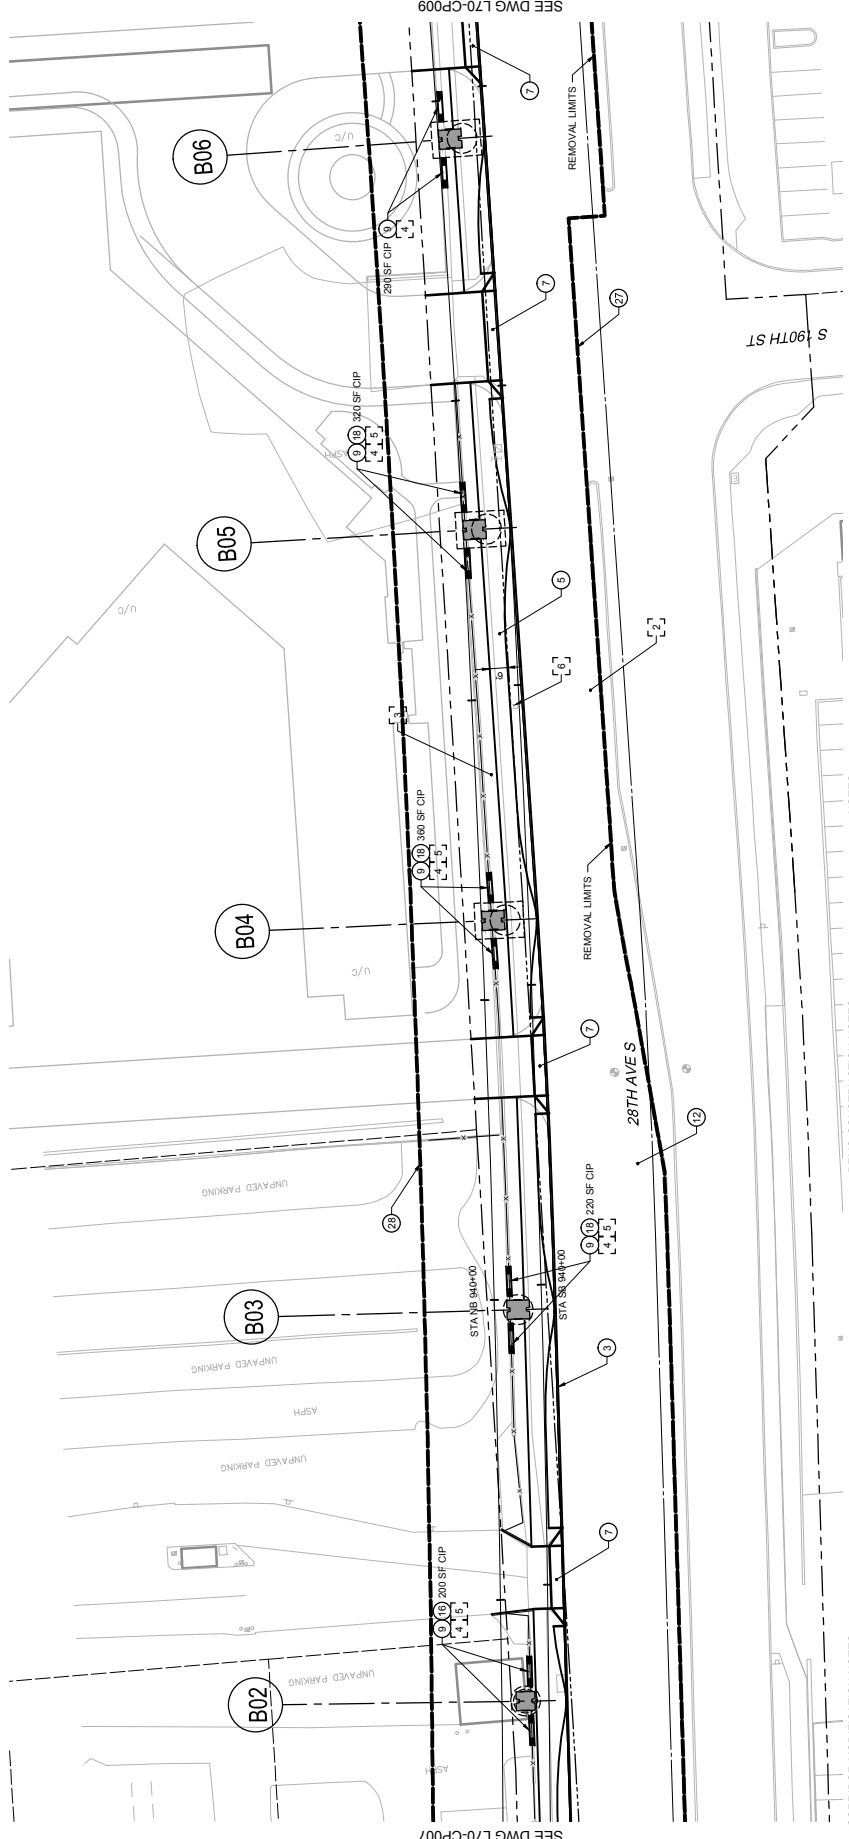 SEE DWG L70-CP009
7
REMOVAL LIMITS
B06
U/C
9
4
290 SF CIP
7
27
S 190TH ST
320 SF CIP
9 18
4 5
ASPH
B05
5
U/C
2
6'
6
3
360 SF CIP
9 18
4 5
B04
REMOVAL LIMITS
U/C
7
28TH AVE S
12
UNPAVED PARKING
28
220 SF CIP
9 18
4 5
STA NB 940+00
STA SB 940+00
B03
3
UNPAVED PARKING
ASPH
UNPAVED PARKING
7
200 SF CIP
9 16
4 5
UNPAVED PARKING
B02
ASPH
SEE DWG L70-CP007